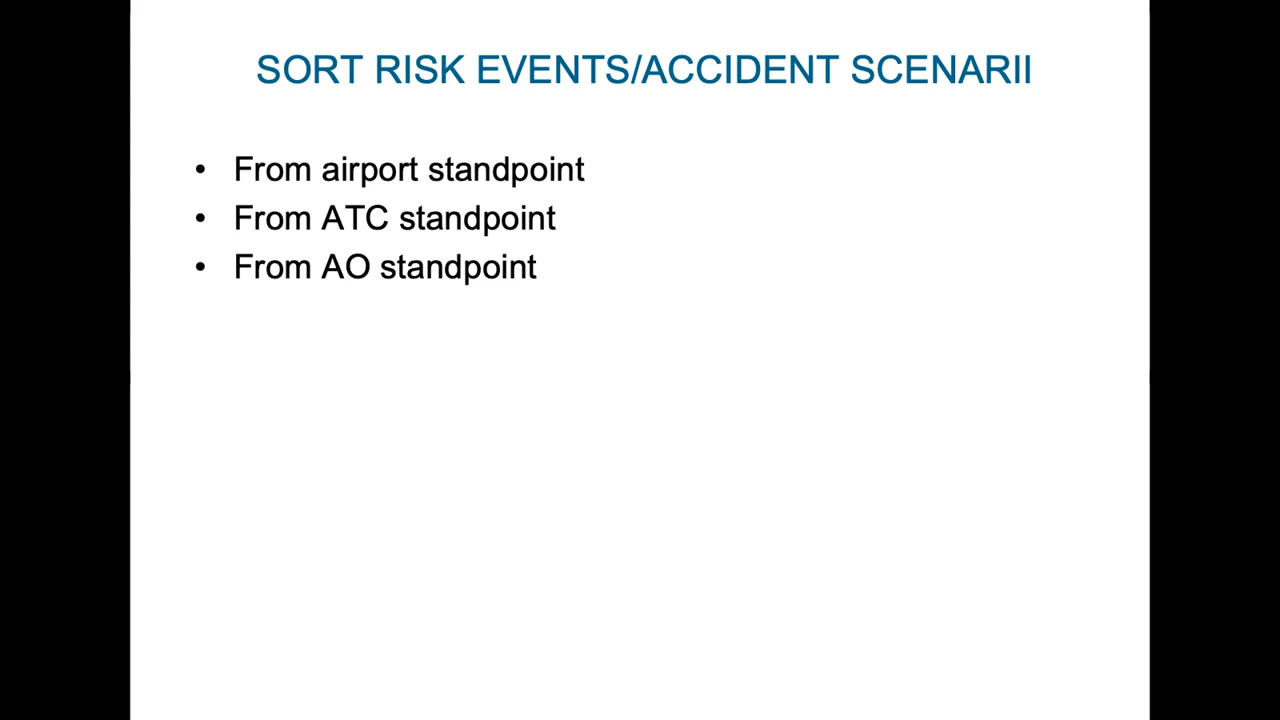 SORT RISK EVENTS/ACCIDENT SCENARII
• From airport standpoint
• From ATC standpoint
• From AO standpoint